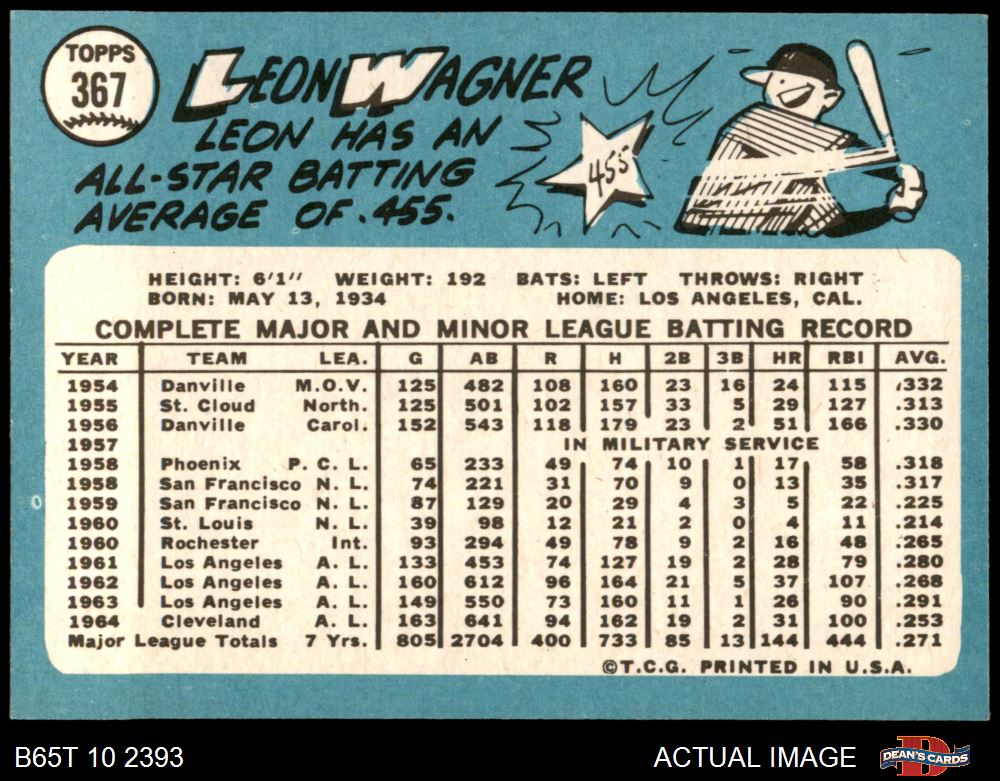 TOPPS
367
LEON WAGNER
LEON HAS AN
ALL-STAR BATTING
AVERAGE OF .455.
455
HEIGHT: 6'1" WEIGHT: 192 BATS: LEFT THROWS: RIGHT
BORN: MAY 13, 1934 HOME: LOS ANGELES, CAL.
COMPLETE MAJOR AND MINOR LEAGUE BATTING RECORD
YEAR TEAM LEA. G AB R H 2B 3B HR RBI AVG.
1954 Danville M.O.V. 125 482 108 160 23 16 24 115 .332
1955 St. Cloud North. 125 501 102 157 33 5 29 127 .313
1956 Danville Carol. 152 543 118 179 23 2 51 166 .330
1957 IN MILITARY SERVICE
1958 Phoenix P. C. L. 65 233 49 74 10 1 17 58 .318
1958 San Francisco N. L. 74 221 31 70 9 0 13 35 .317
1959 San Francisco N. L. 87 129 20 29 4 3 5 22 .225
1960 St. Louis N. L. 39 98 12 21 2 0 4 11 .214
1960 Rochester Int. 93 294 49 78 9 2 16 48 .265
1961 Los Angeles A. L. 133 453 74 127 19 2 28 79 .280
1962 Los Angeles A. L. 160 612 96 164 21 5 37 107 .268
1963 Los Angeles A. L. 149 550 73 160 11 1 26 90 .291
1964 Cleveland A. L. 163 641 94 162 19 2 31 100 .253
Major League Totals 7 Yrs. 805 2704 400 733 85 13 144 444 .271
©T.C.G. PRINTED IN U.S.A.
B65T 10 2393 ACTUAL IMAGE
DEAN'S CARDS